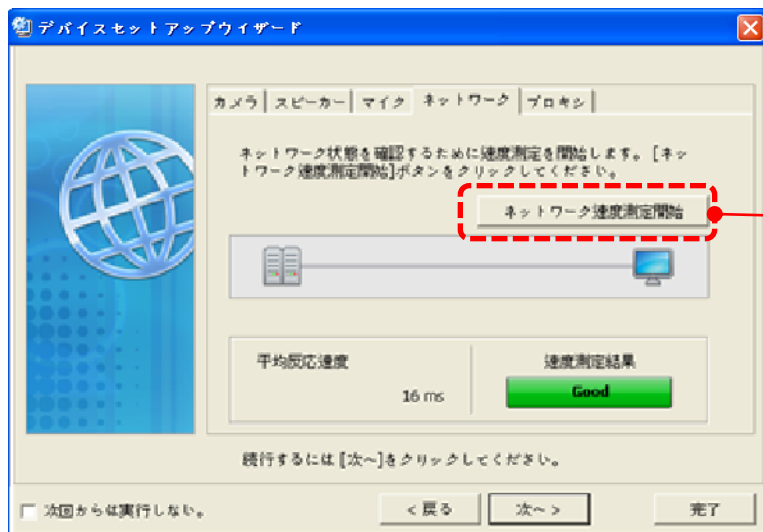 デバイスセットアップウィザード
カメラ スピーカー マイク ネットワーク プロキシ
ネットワーク状態を確認するために速度測定を開始します。[ネッ
トワーク速度測定開始]ボタンをクリックしてください。
ネットワーク速度測定開始
平均反応速度 速度測定結果
16 ms Good
続行するには [次へ]をクリックしてください。
次回からは実行しない。 < 戻る 次へ > 完了